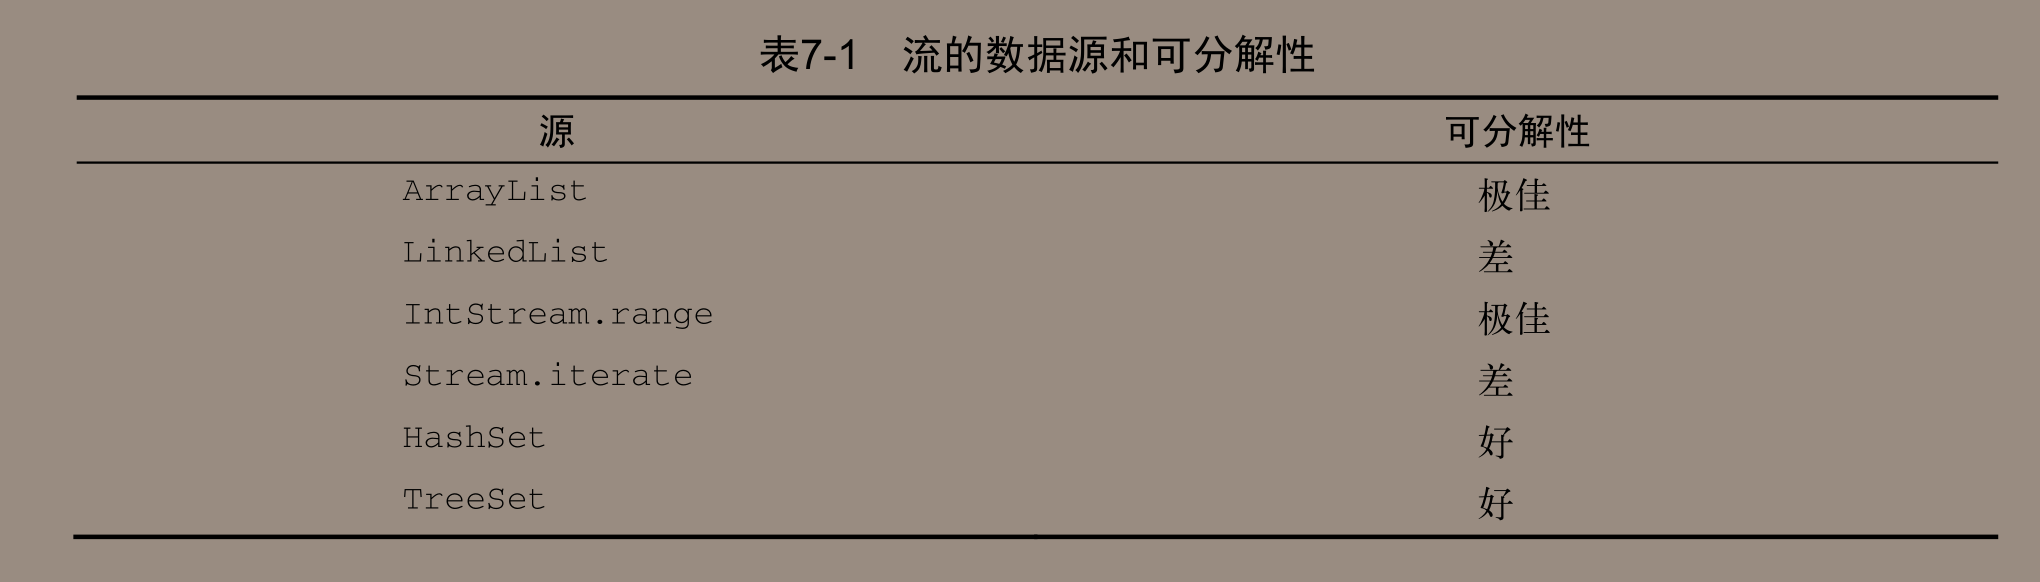 表7-1 流的数据源和可分解性
源 可分解性
ArrayList 极佳
LinkedList 差
IntStream.range 极佳
Stream.iterate 差
HashSet 好
TreeSet 好